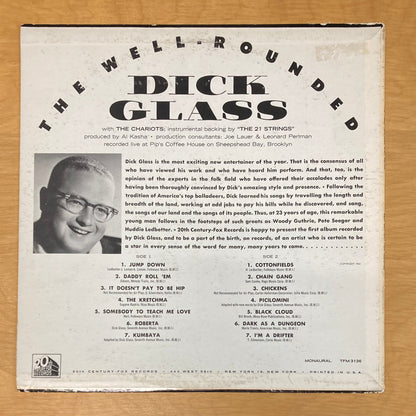 THE WELL-ROUNDED
DICK
GLASS
with THE CHARIOTS; instrumental backing by "THE 21 STRINGS"
produced by Al Kasha • production consultants: Joe Lauer & Leonard Perlman
recorded live at Pip's Coffee House on Sheepshead Bay, Brooklyn
Dick Glass is the most exciting new entertainer of the year. That is the consensus of all
who have viewed his work and who have heard him perform. And that, too, is the
opinion of the experts in the folk field who have offered their accolades only after
having been thoroughly convinced by Dick's amazing style and presence. • Following the
tradition of America's top balladeers, Dick learned his songs by travelling the length and
breadth of the land, working at odd jobs to pay his bills while he discovered, and sang,
the songs of our land and the songs of its people. Thus, at 23 years of age, this remarkable
young man follows in the footsteps of such greats as Woody Guthrie, Pete Seeger and
Huddie Ledbetter. • 20th Century-Fox Records is happy to present the first album recorded
by Dick Glass, and to be a part of the birth, on records, of an artist who is certain to be
a star in every sense of the word for many, many years to come.
SIDE 1
1. JUMP DOWN
2. DADDY ROLL 'EM
3. IT DOESN'T PAY TO BE HIP
4. THE KRETCHMA
5. SOMEBODY TO TEACH ME LOVE
6. ROBERTA
7. KUMBAYA
SIDE 2
1. COTTONFIELDS
2. CHAIN GANG
3. CHICKENS
4. PICILOMINI
5. BLACK CLOUD
6. DARK AS A DUNGEON
7. I'M A DRIFTER
20TH CENTURY-FOX RECORDS • 444 WEST 56TH • NEW YORK 19, NEW YORK • PRINTED IN U.S.A.
MONAURAL TFM 3136